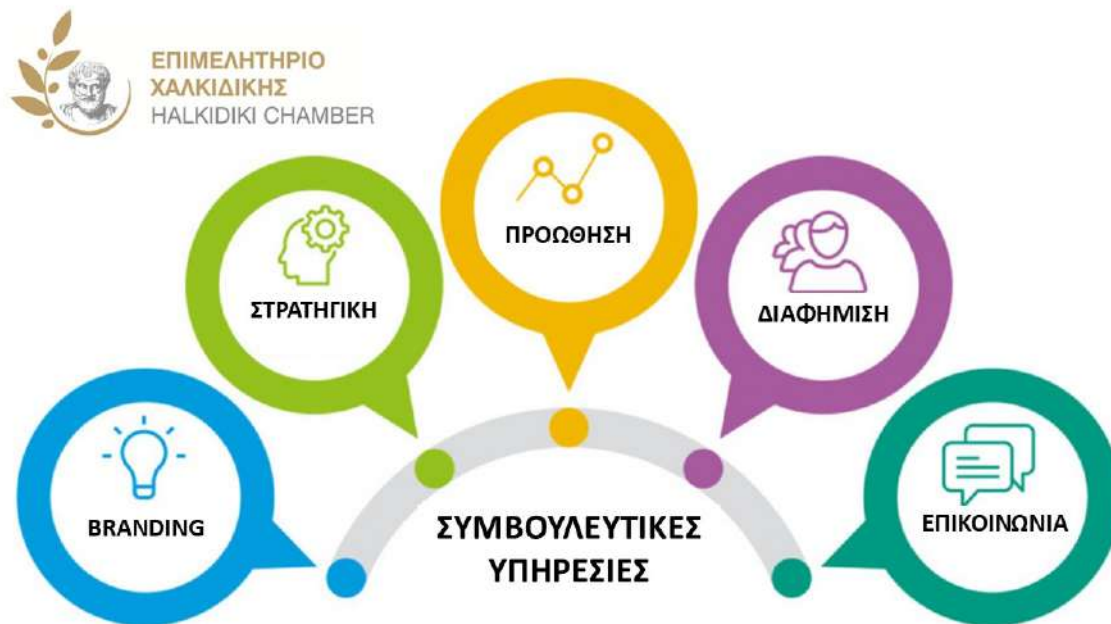 ΕΠΙΜΕΛΗΤΗΡΙΟ
ΧΑΛΚΙΔΙΚΗΣ
HALKIDIKI CHAMBER
ΠΡΟΩΘΗΣΗ
ΣΤΡΑΤΗΓΙΚΗ
ΔΙΑΦΗΜΙΣΗ
BRANDING
ΣΥΜΒΟΥΛΕΥΤΙΚΕΣ
ΥΠΗΡΕΣΙΕΣ
ΕΠΙΚΟΙΝΩΝΙΑ